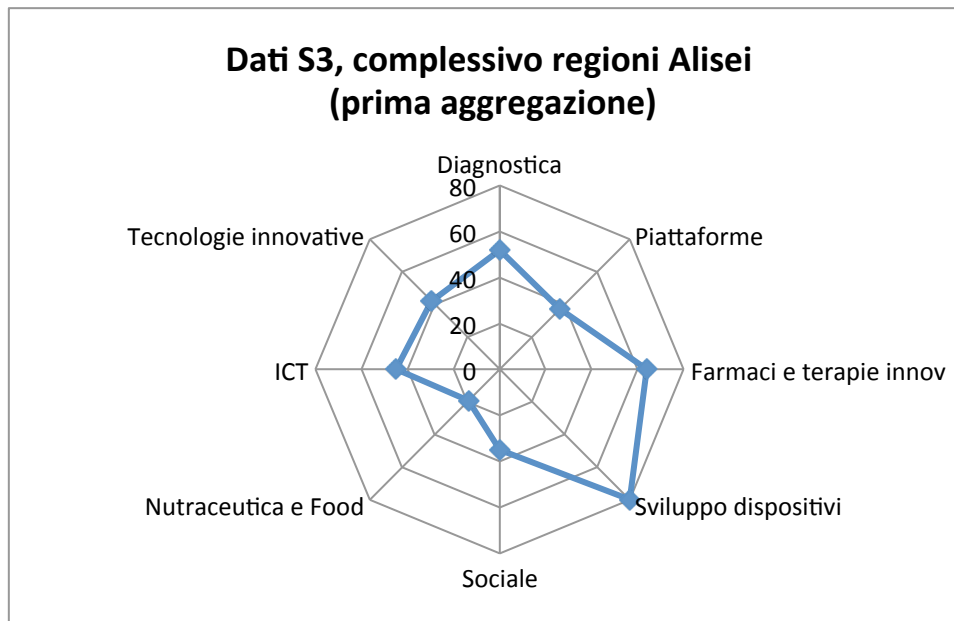 Dati S3, complessivo regioni Alisei
(prima aggregazione)
Diagnostica
80
Tecnologie innovative
Piattaforme
60
40
20
ICT
0
Farmaci e terapie innov
Nutraceutica e Food
Sviluppo dispositivi
Sociale